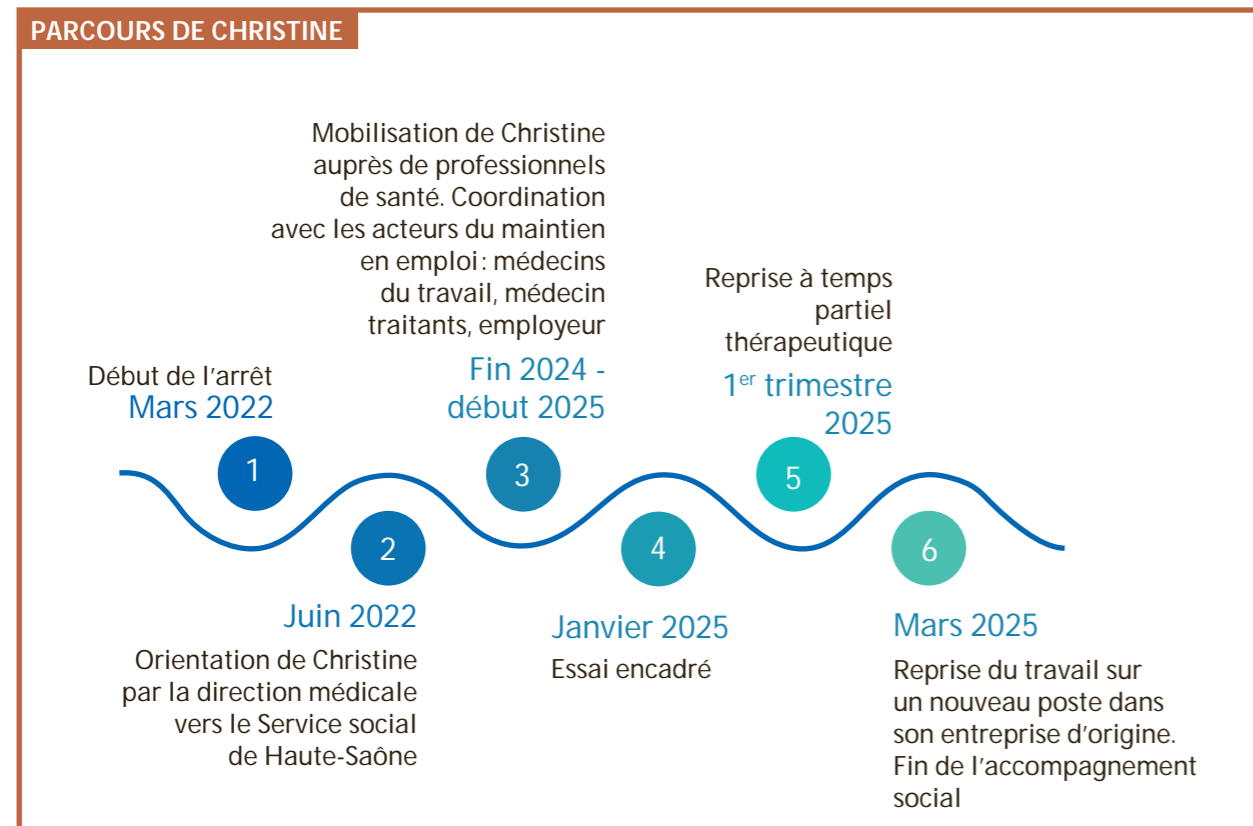 PARCOURS DE CHRISTINE
Début de l'arrêt
Mars 2022
1
2
Juin 2022
Orientation de Christine
par la direction médicale
vers le Service social
de Haute-Saône
Mobilisation de Christine
auprès de professionnels
de santé. Coordination
avec les acteurs du maintien
en emploi : médecins
du travail, médecin
traitants, employeur
Fin 2024 -
début 2025
3
4
Janvier 2025
Essai encadré
Reprise à temps
partiel
thérapeutique
1er trimestre
2025
5
6
Mars 2025
Reprise du travail sur
un nouveau poste dans
son entreprise d'origine.
Fin de l'accompagnement
social